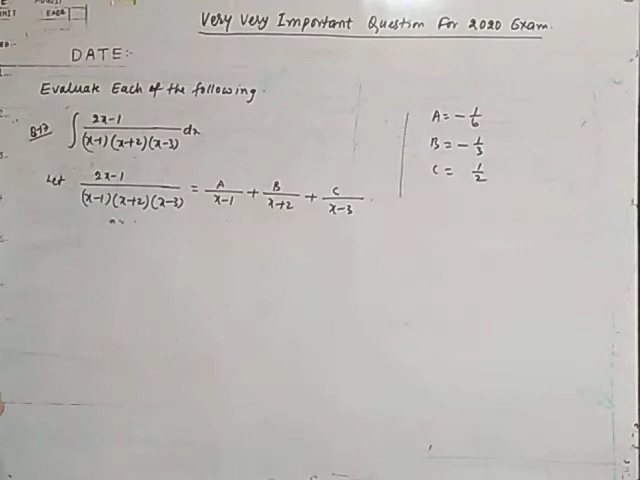 Very Very Important Question For 2020 Exam.
DATE:-
Evaluate Each of the following.
∫ 2x-1 / (x-1)(x+2)(x-3) dx
Let 2x-1 / (x-1)(x+2)(x-3) = A / x-1 + B / x+2 + C / x-3
A = -1/6
B = -1/3
C = 1/2